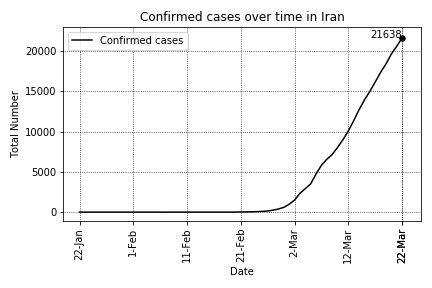 Confirmed cases over time in Iran
21638
Confirmed cases
20000
15000
10000
5000
0
Total Number
22-Jan
1-Feb
11-Feb
21-Feb
2-Mar
12-Mar
22-Mar
Date